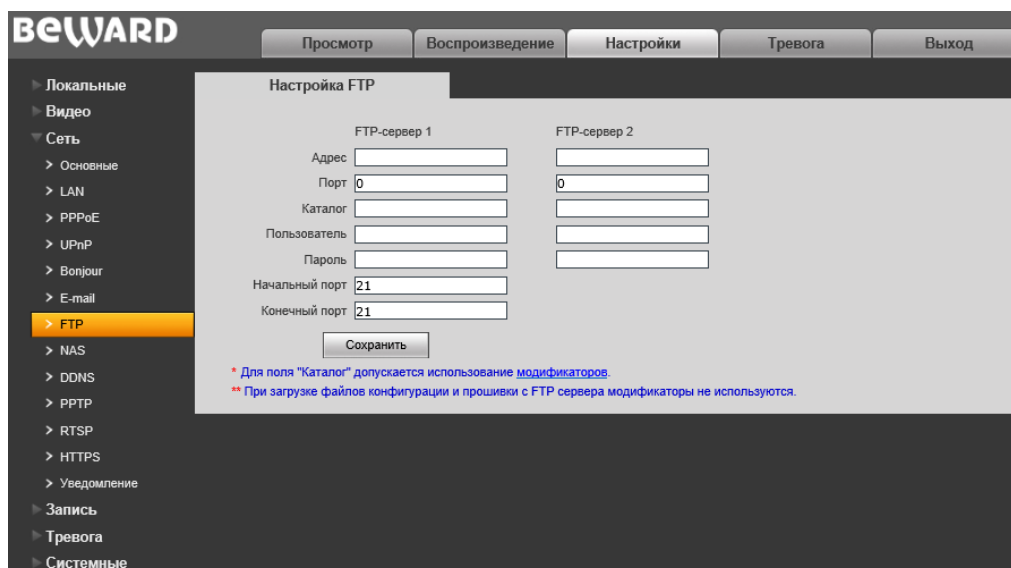 BEWARD
Просмотр Воспроизведение Настройки Тревога Выход
Локальные
Видео
Сеть
Основные
LAN
PPPoE
UPnP
Bonjour
E-mail
FTP
NAS
DDNS
PPTP
RTSP
HTTPS
Уведомление
Запись
Тревога
Системные
Настройка FTP
FTP-сервер 1 FTP-сервер 2
Адрес
Порт 0 0
Каталог
Пользователь
Пароль
Начальный порт 21
Конечный порт 21
Сохранить
* Для поля "Каталог" допускается использование модификаторов.
** При загрузке файлов конфигурации и прошивки с FTP сервера модификаторы не используются.